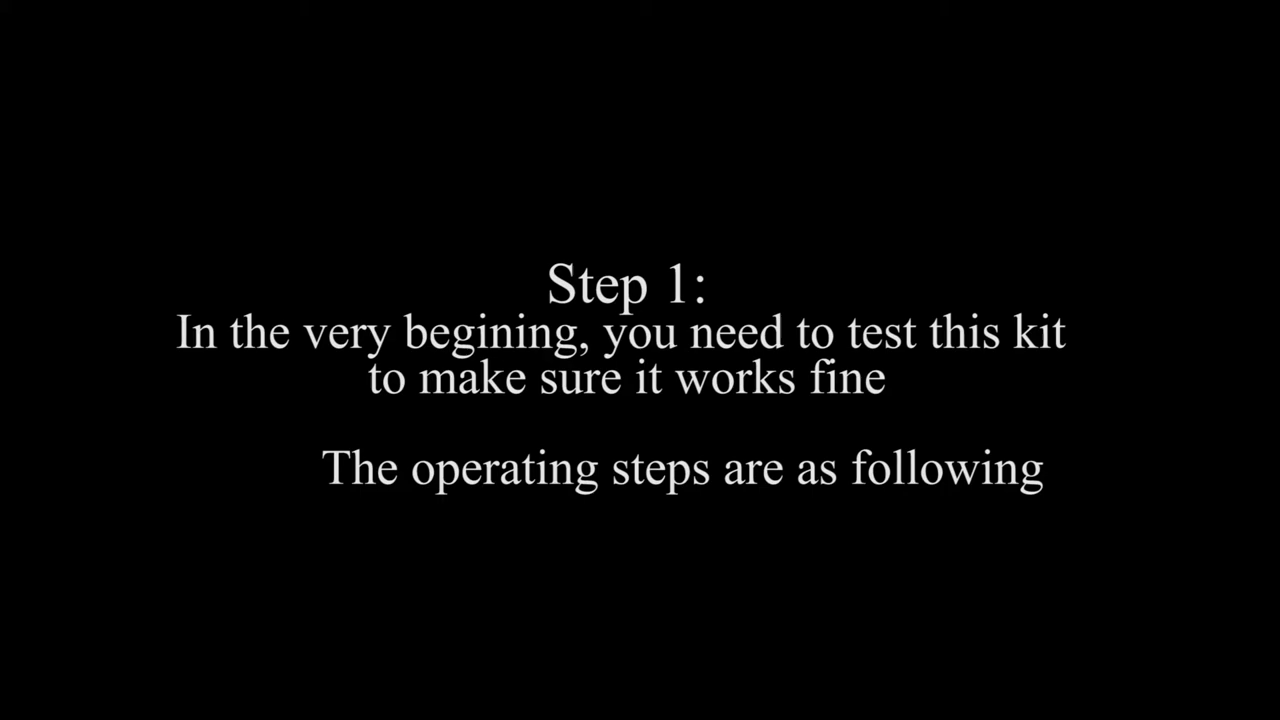 Step 1:
In the very begining, you need to test this kit
to make sure it works fine
The operating steps are as following